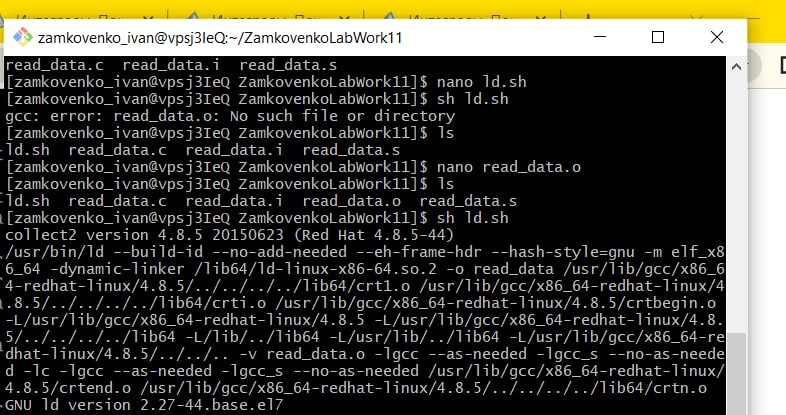 zamkovenko_ivan@vpsj3IeQ:~/ZamkovenkoLabWork11
read_data.c  read_data.i  read_data.s
[zamkovenko_ivan@vpsj3IeQ ZamkovenkoLabWork11]$ nano ld.sh
[zamkovenko_ivan@vpsj3IeQ ZamkovenkoLabWork11]$ sh ld.sh
gcc: error: read_data.o: No such file or directory
[zamkovenko_ivan@vpsj3IeQ ZamkovenkoLabWork11]$ ls
ld.sh  read_data.c  read_data.i  read_data.s
[zamkovenko_ivan@vpsj3IeQ ZamkovenkoLabWork11]$ nano read_data.o
[zamkovenko_ivan@vpsj3IeQ ZamkovenkoLabWork11]$ ls
ld.sh  read_data.c  read_data.i  read_data.o  read_data.s
[zamkovenko_ivan@vpsj3IeQ ZamkovenkoLabWork11]$ sh ld.sh
collect2 version 4.8.5 20150623 (Red Hat 4.8.5-44)
/usr/bin/ld --build-id --no-add-needed --eh-frame-hdr --hash-style=gnu -m elf_x8
6_64 -dynamic-linker /lib64/ld-linux-x86-64.so.2 -o read_data /usr/lib/gcc/x86_6
4-redhat-linux/4.8.5/../../../../lib64/crt1.o /usr/lib/gcc/x86_64-redhat-linux/4
.8.5/../../../../lib64/crti.o /usr/lib/gcc/x86_64-redhat-linux/4.8.5/crtbegin.o
-L/usr/lib/gcc/x86_64-redhat-linux/4.8.5 -L/usr/lib/gcc/x86_64-redhat-linux/4.8.
5/../../../../lib64 -L/lib/../lib64 -L/usr/lib/../lib64 -L/usr/lib/gcc/x86_64-re
dhat-linux/4.8.5/../../.. -v read_data.o -lgcc --as-needed -lgcc_s --no-as-neede
d -lc -lgcc --as-needed -lgcc_s --no-as-needed /usr/lib/gcc/x86_64-redhat-linux/
4.8.5/crtend.o /usr/lib/gcc/x86_64-redhat-linux/4.8.5/../../../../lib64/crtn.o
GNU ld version 2.27-44.base.el7